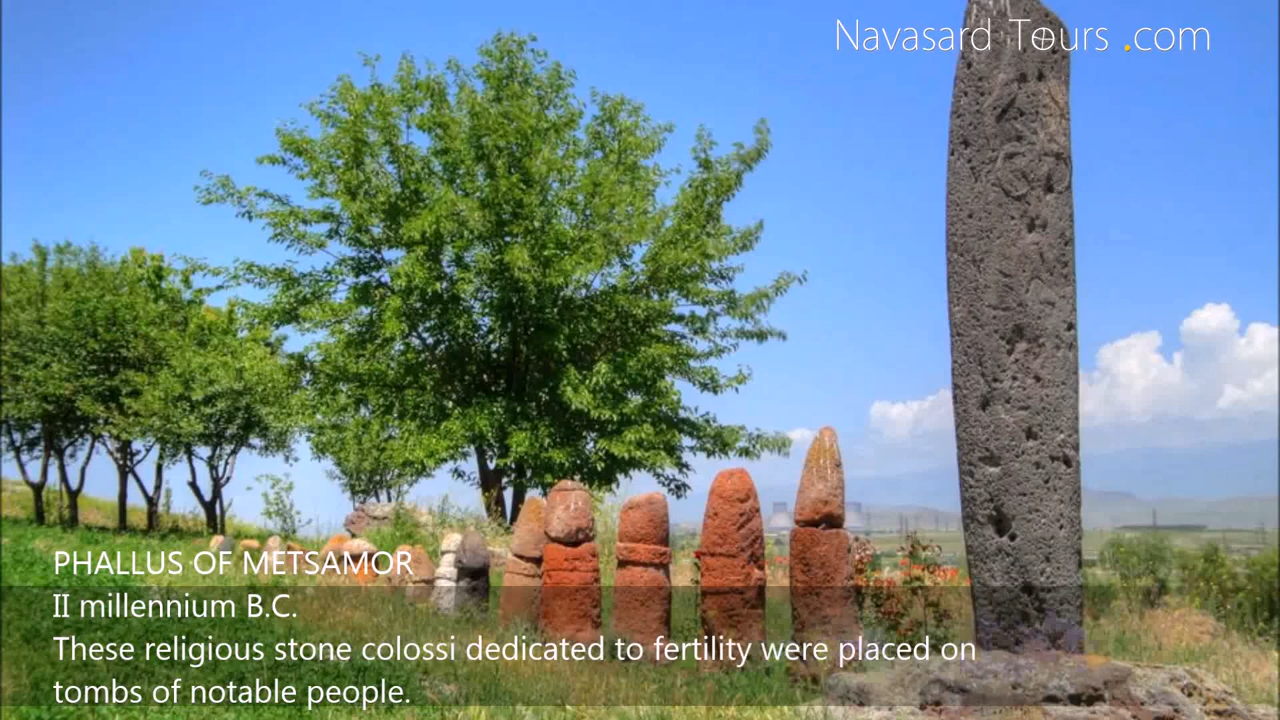 Navasard Tours .com
PHALLUS OF METSAMOR
II millennium B.C.
These religious stone colossi dedicated to fertility were placed on
tombs of notable people.